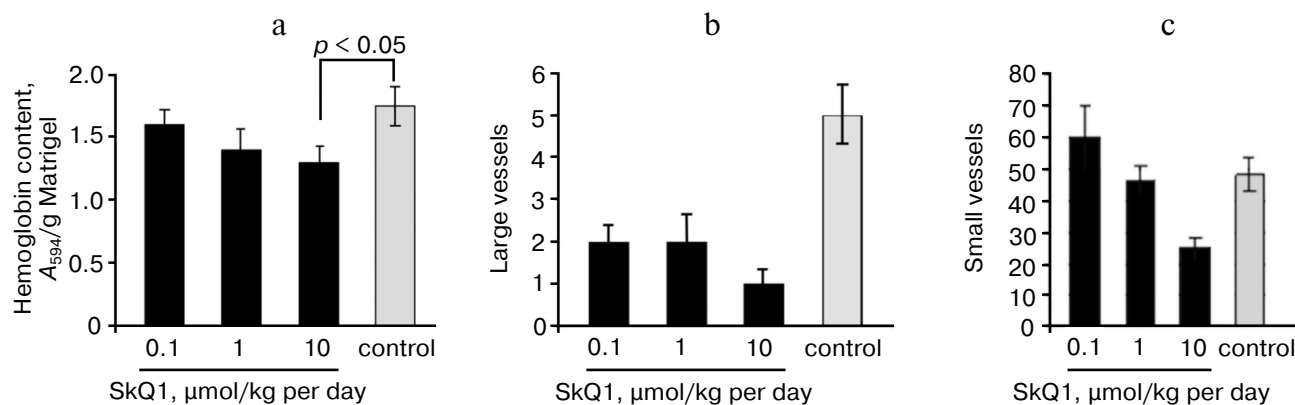 a
p < 0.05
Hemoglobin content,
A594/g Matrigel
2.0
1.5
1.0
0.5
0
0.1 1 10 control
SkQ1, μmol/kg per day
b
Large vessels
6
5
4
3
2
1
0
0.1 1 10 control
SkQ1, μmol/kg per day
c
Small vessels
80
70
60
50
40
30
20
10
0
0.1 1 10 control
SkQ1, μmol/kg per day